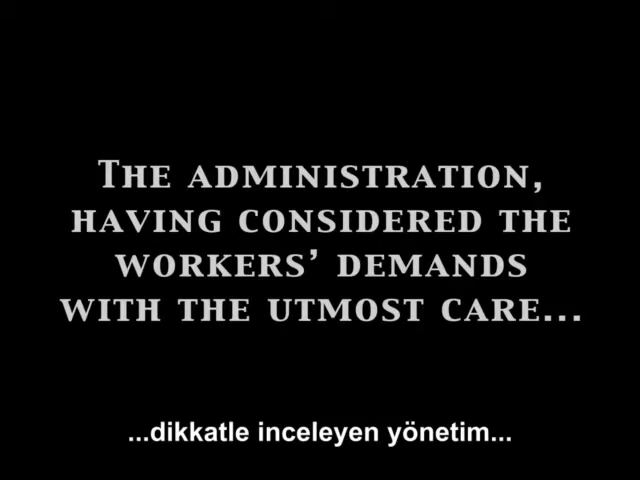 The administration,
having considered the
workers’ demands
with the utmost care...
...dikkatle inceleyen yönetim...